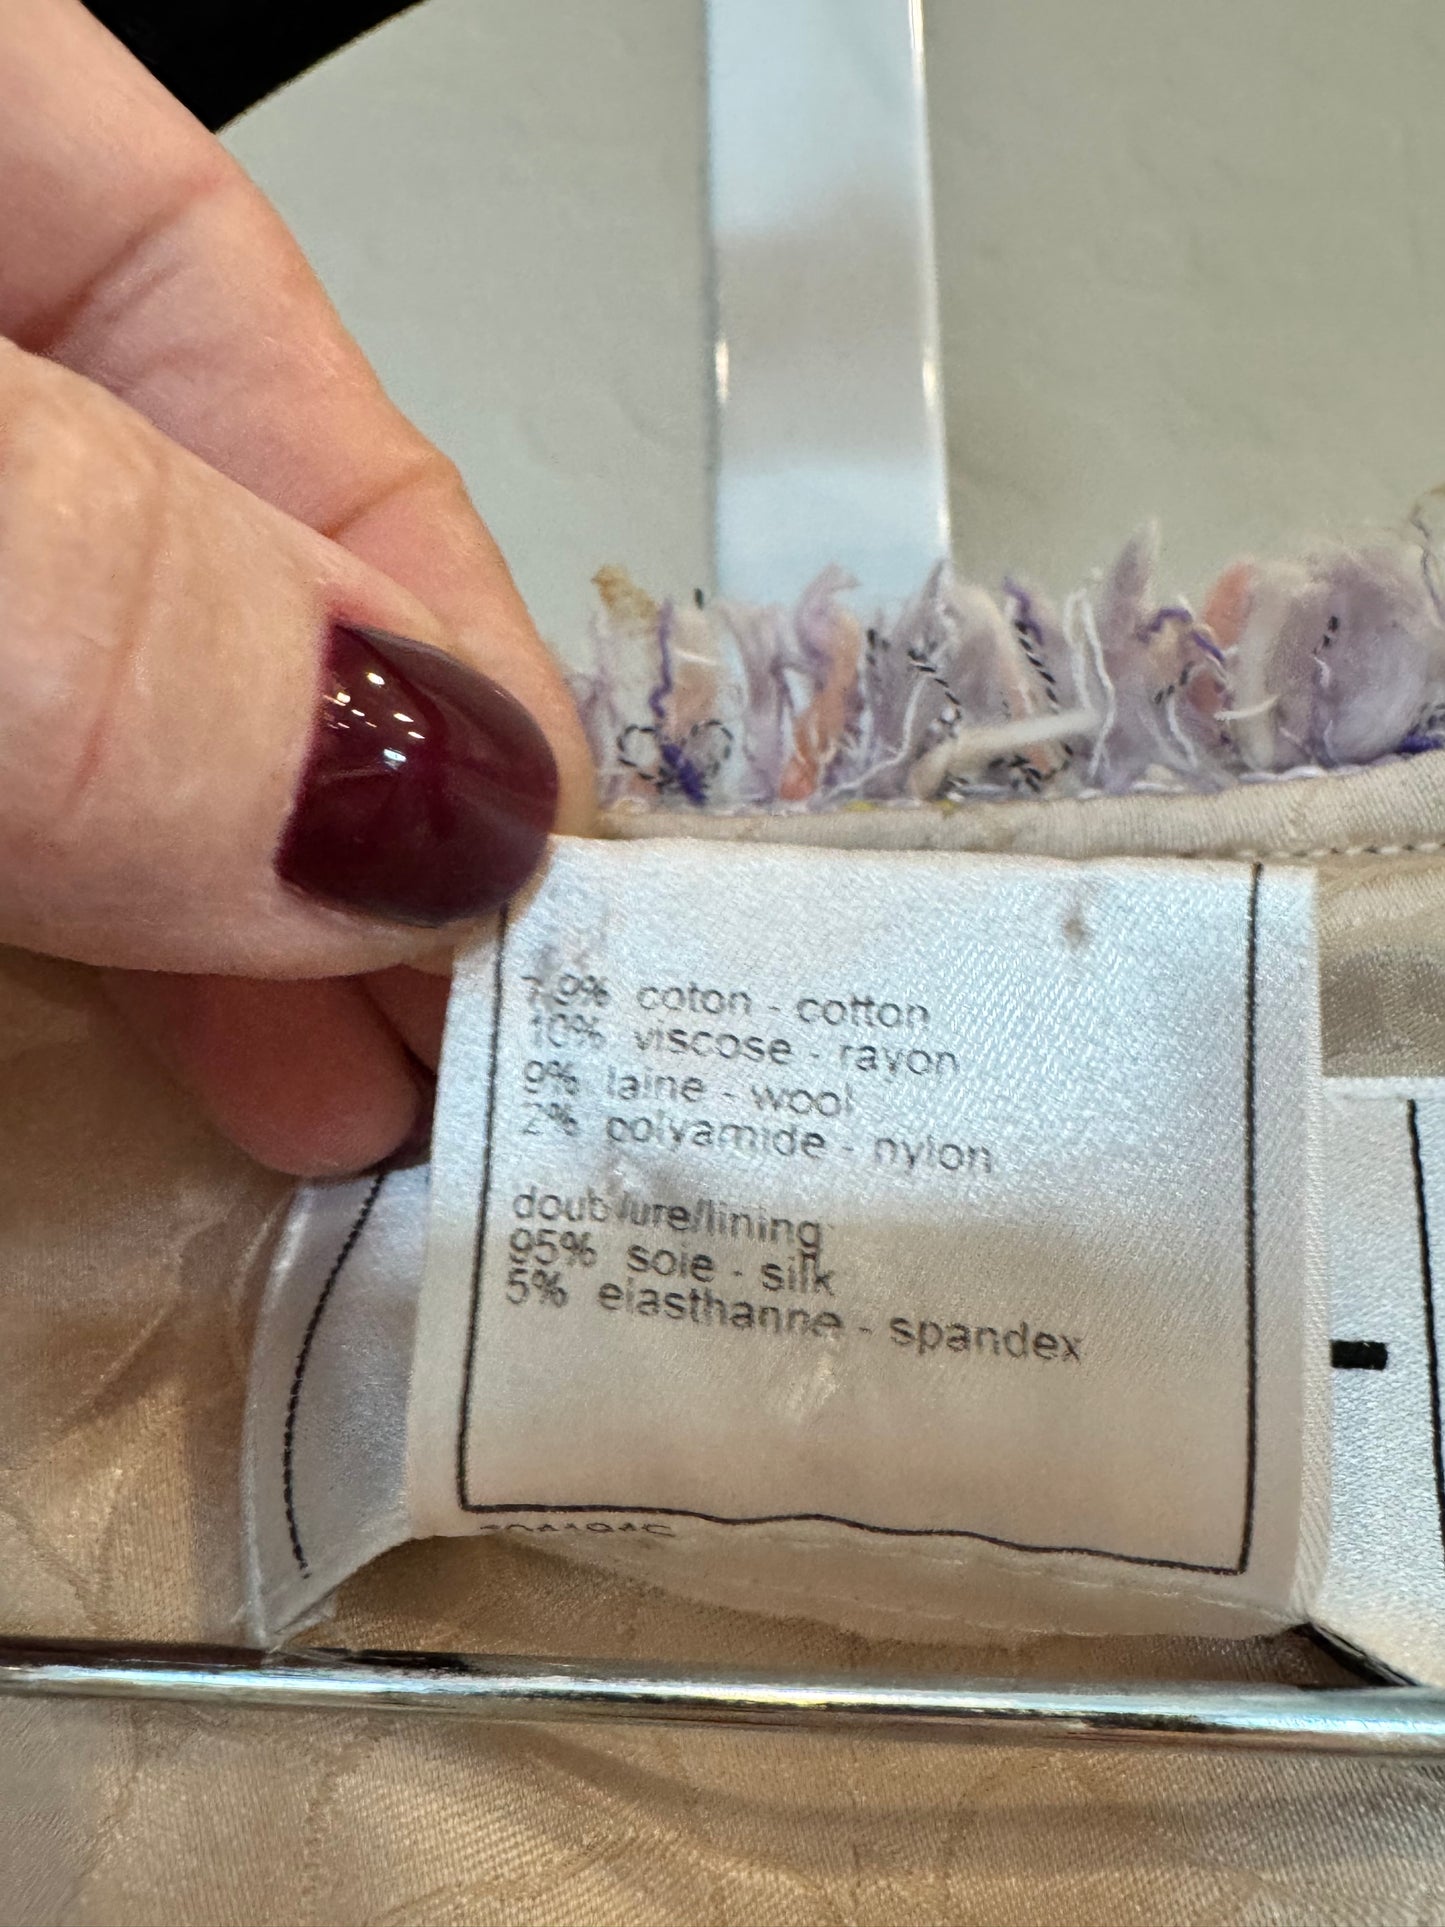 79% coton - cotton
10% viscose - rayon
9% laine - wool
2% polyamide - nylon
doublure/lining
95% soie - silk
5% elasthanne - spandex